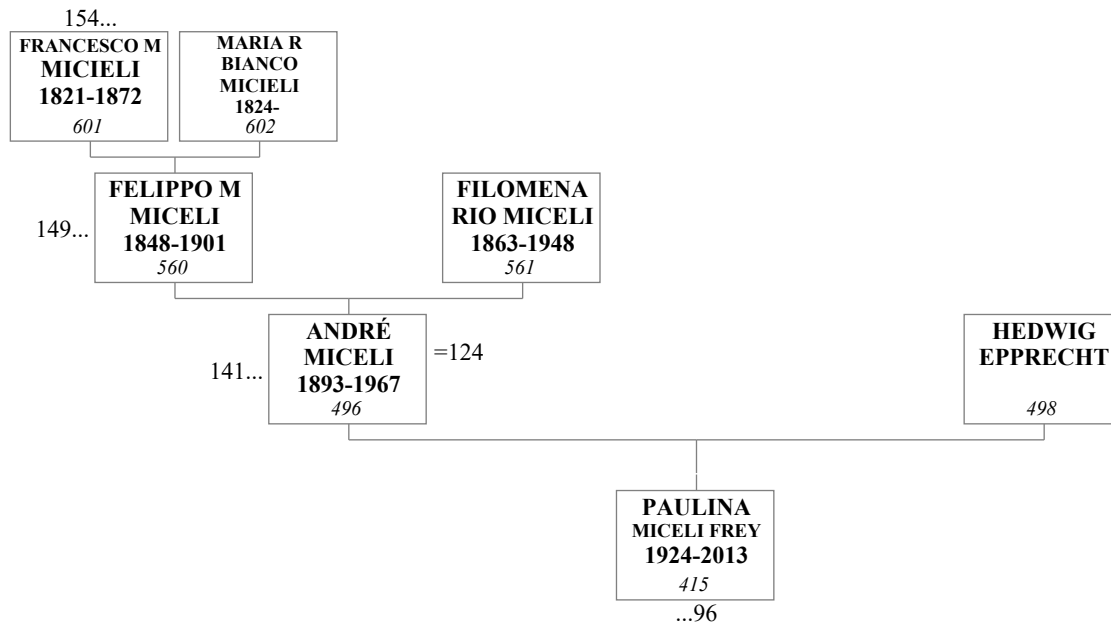 154...
FRANCESCO M
MICIELI
1821-1872
601
MARIA R
BIANCO
MICIELI
1824-
602
149...
FELIPPO M
MICELI
1848-1901
560
FILOMENA
RIO MICELI
1863-1948
561
141...
ANDRÉ
MICELI
1893-1967
496
=124
HEDWIG
EPPRECHT
498
PAULINA
MICELI FREY
1924-2013
415
...96